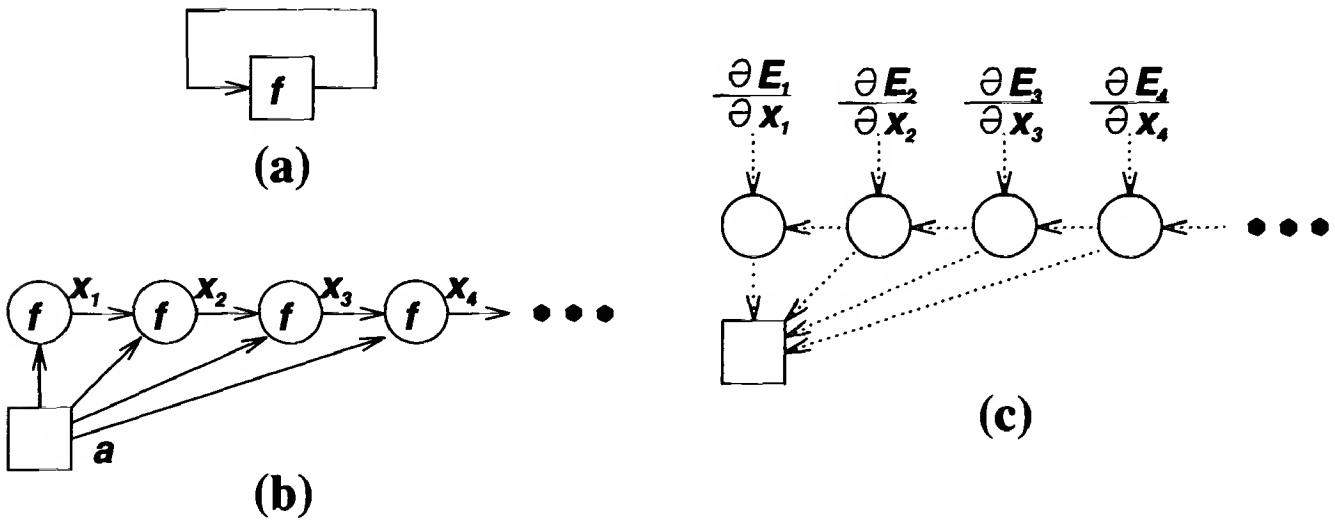 f
(a)
f x₁ f x₂ f x₃ f x₄ •••
a
(b)
∂E₁ ∂E₂ ∂E₃ ∂E₄
∂x₁ ∂x₂ ∂x₃ ∂x₄
•••
(c)